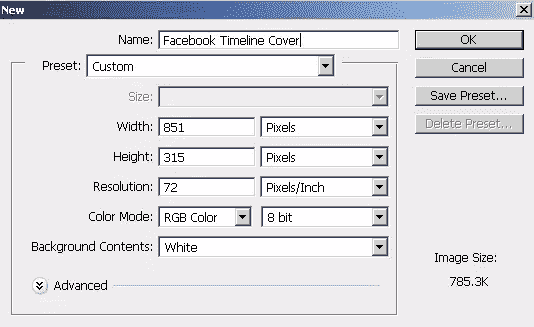 New
Name: Facebook Timeline Cover
OK
Preset: Custom
Cancel
Size:
Save Preset...
Width: 851 Pixels
Delete Preset...
Height: 315 Pixels
Resolution: 72 Pixels/Inch
Color Mode: RGB Color 8 bit
Background Contents: White
Image Size:
785.3K
Advanced